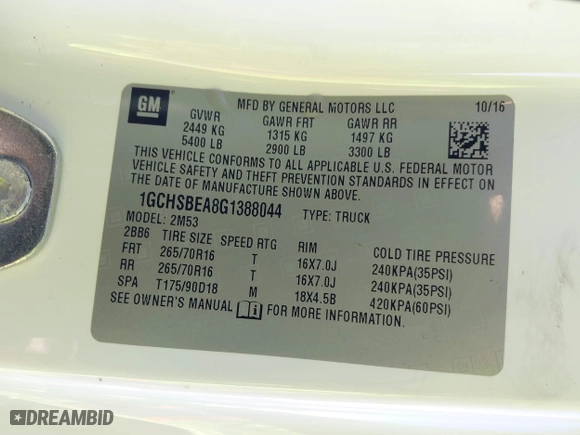 GM
MFD BY GENERAL MOTORS LLC 10/16
GVWR GAWR FRT GAWR RR
2449 KG 1315 KG 1497 KG
5400 LB 2900 LB 3300 LB
THIS VEHICLE CONFORMS TO ALL APPLICABLE U.S. FEDERAL MOTOR
VEHICLE SAFETY AND THEFT PREVENTION STANDARDS IN EFFECT ON
THE DATE OF MANUFACTURE SHOWN ABOVE.
1GCHSBEA8G1388044 TYPE: TRUCK
MODEL: 2M53
2BB6 TIRE SIZE SPEED RTG RIM COLD TIRE PRESSURE
FRT 265/70R16 T 16X7.0J 240KPA(35PSI)
RR 265/70R16 T 16X7.0J 240KPA(35PSI)
SPA T175/90D18 M 18X4.5B 420KPA(60PSI)
SEE OWNER'S MANUAL FOR MORE INFORMATION
DREAMBID